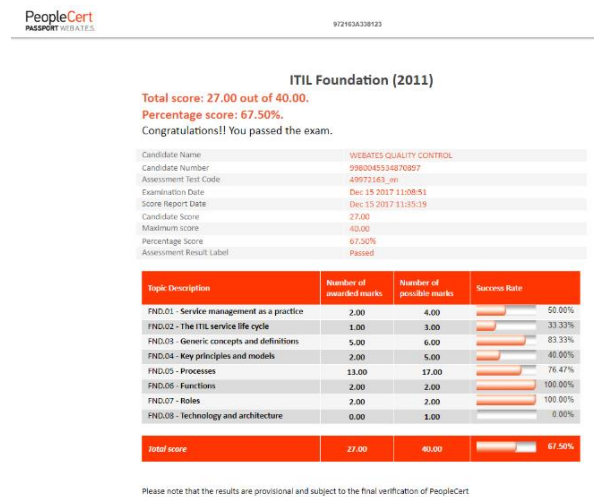 PeopleCert
PASSPORT WEBATES.
972163A338123
ITIL Foundation (2011)
Total score: 27.00 out of 40.00.
Percentage score: 67.50%.
Congratulations!! You passed the exam.
Candidate Name WEBATES QUALITY CONTROL
Candidate Number 9980045534870897
Assessment Test Code 49972163_en
Examination Date Dec 15 2017 11:08:51
Score Report Date Dec 15 2017 11:35:19
Candidate Score 27.00
Maximum score 40.00
Percentage Score 67.50%
Assessment Result Label Passed
Topic Description Number of awarded marks Number of possible marks Success Rate
FND.01 - Service management as a practice 2.00 4.00 50.00%
FND.02 - The ITIL service life cycle 1.00 3.00 33.33%
FND.03 - Generic concepts and definitions 5.00 6.00 83.33%
FND.04 - Key principles and models 2.00 5.00 40.00%
FND.05 - Processes 13.00 17.00 76.47%
FND.06 - Functions 2.00 2.00 100.00%
FND.07 - Roles 2.00 2.00 100.00%
FND.08 - Technology and architecture 0.00 1.00 0.00%
Total score 27.00 40.00 67.50%
Please note that the results are provisional and subject to the final verification of PeopleCert